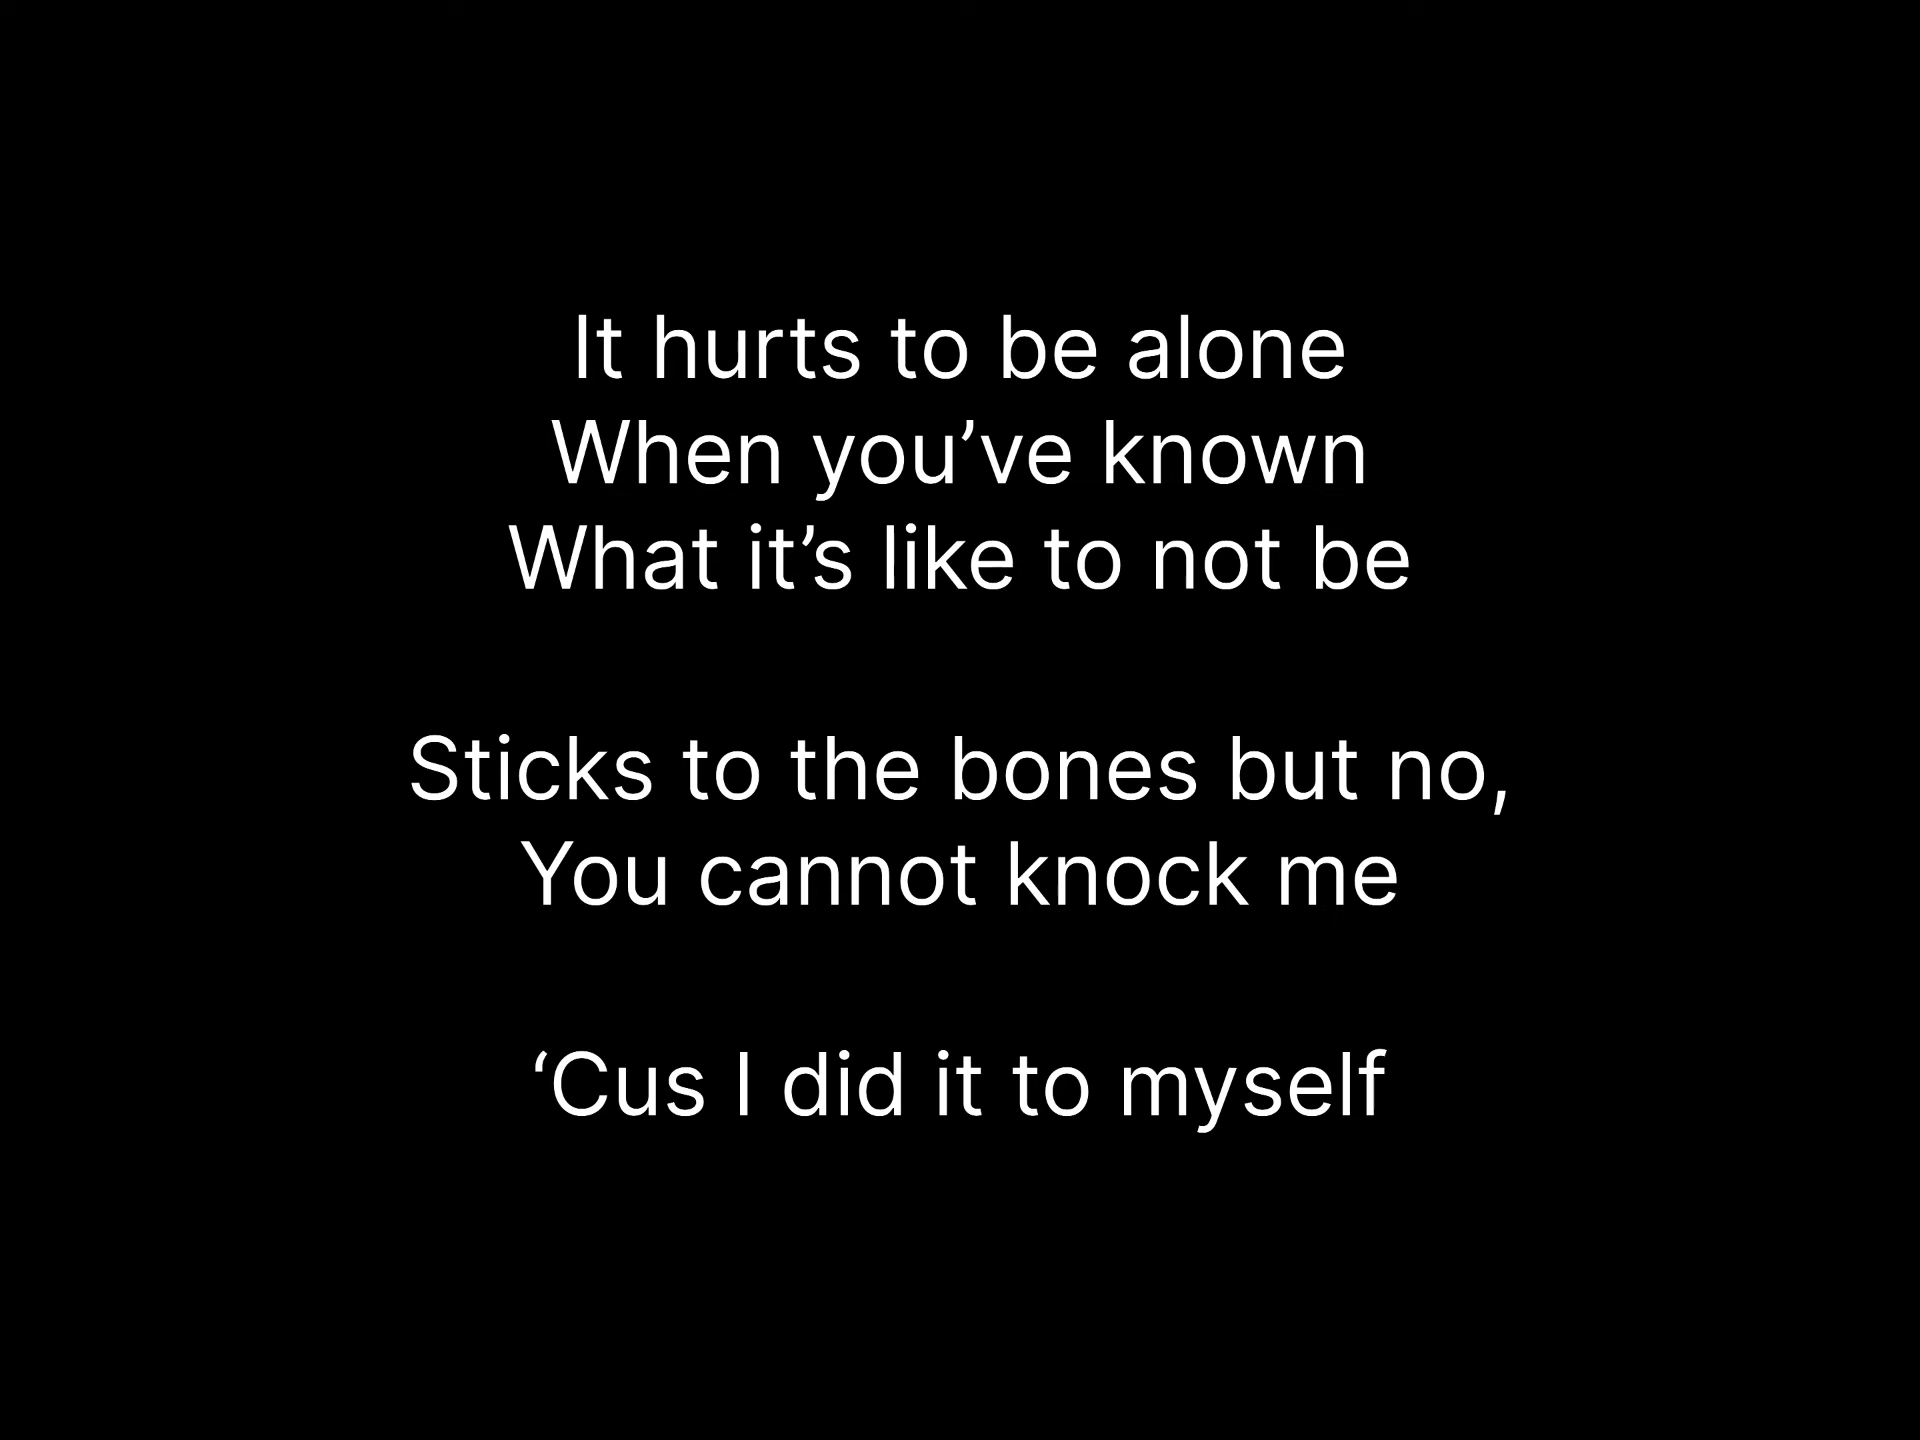 It hurts to be alone
When you’ve known
What it’s like to not be
Sticks to the bones but no,
You cannot knock me
‘Cus I did it to myself